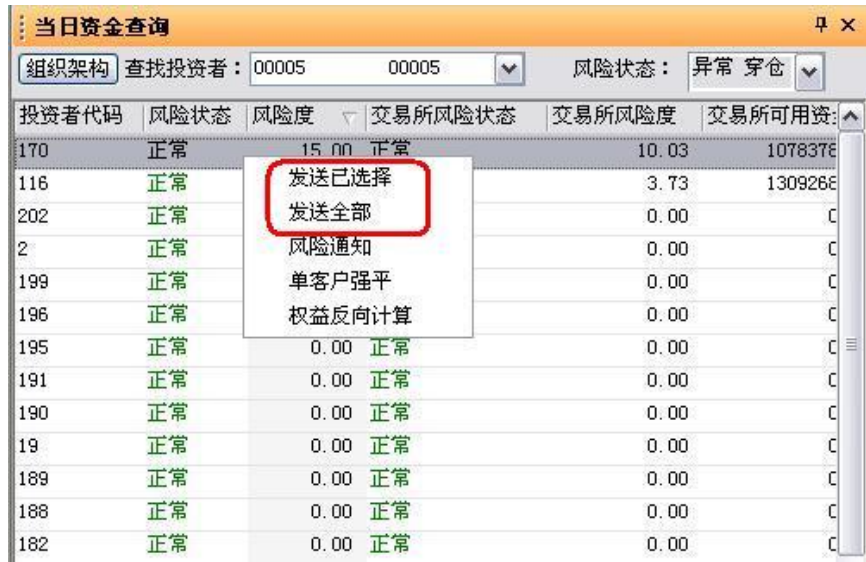 当日资金查询
组织架构 查找投资者： 00005 00005 风险状态： 异常 穿仓
投资者代码 风险状态 风险度 交易所风险状态 交易所风险度 交易所可用资
170 正常 15.00 正常 10.03 1078378
116 正常 发送已选择 3.73 1309268
202 正常 发送全部 0.00
2 正常 风险通知 0.00
199 正常 单客户强平 0.00
196 正常 权益反向计算 0.00
195 正常 0.00 正常 0.00
191 正常 0.00 正常 0.00
190 正常 0.00 正常 0.00
19 正常 0.00 正常 0.00
189 正常 0.00 正常 0.00
188 正常 0.00 正常 0.00
182 正常 0.00 正常 0.00